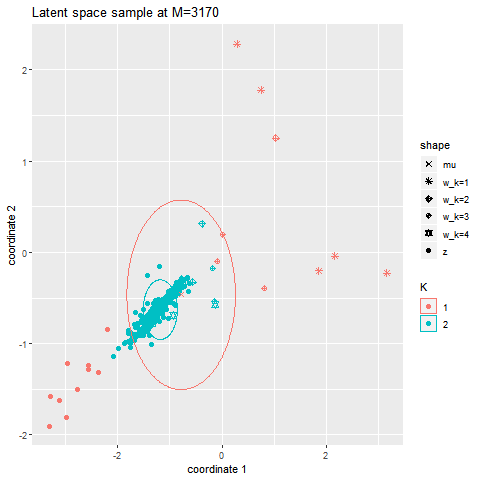 Latent space sample at M=3170
2
1
0
-1
-2
coordinate 2
-2
0
2
coordinate 1
shape
mu
w_k=1
w_k=2
w_k=3
w_k=4
z
K
1
2